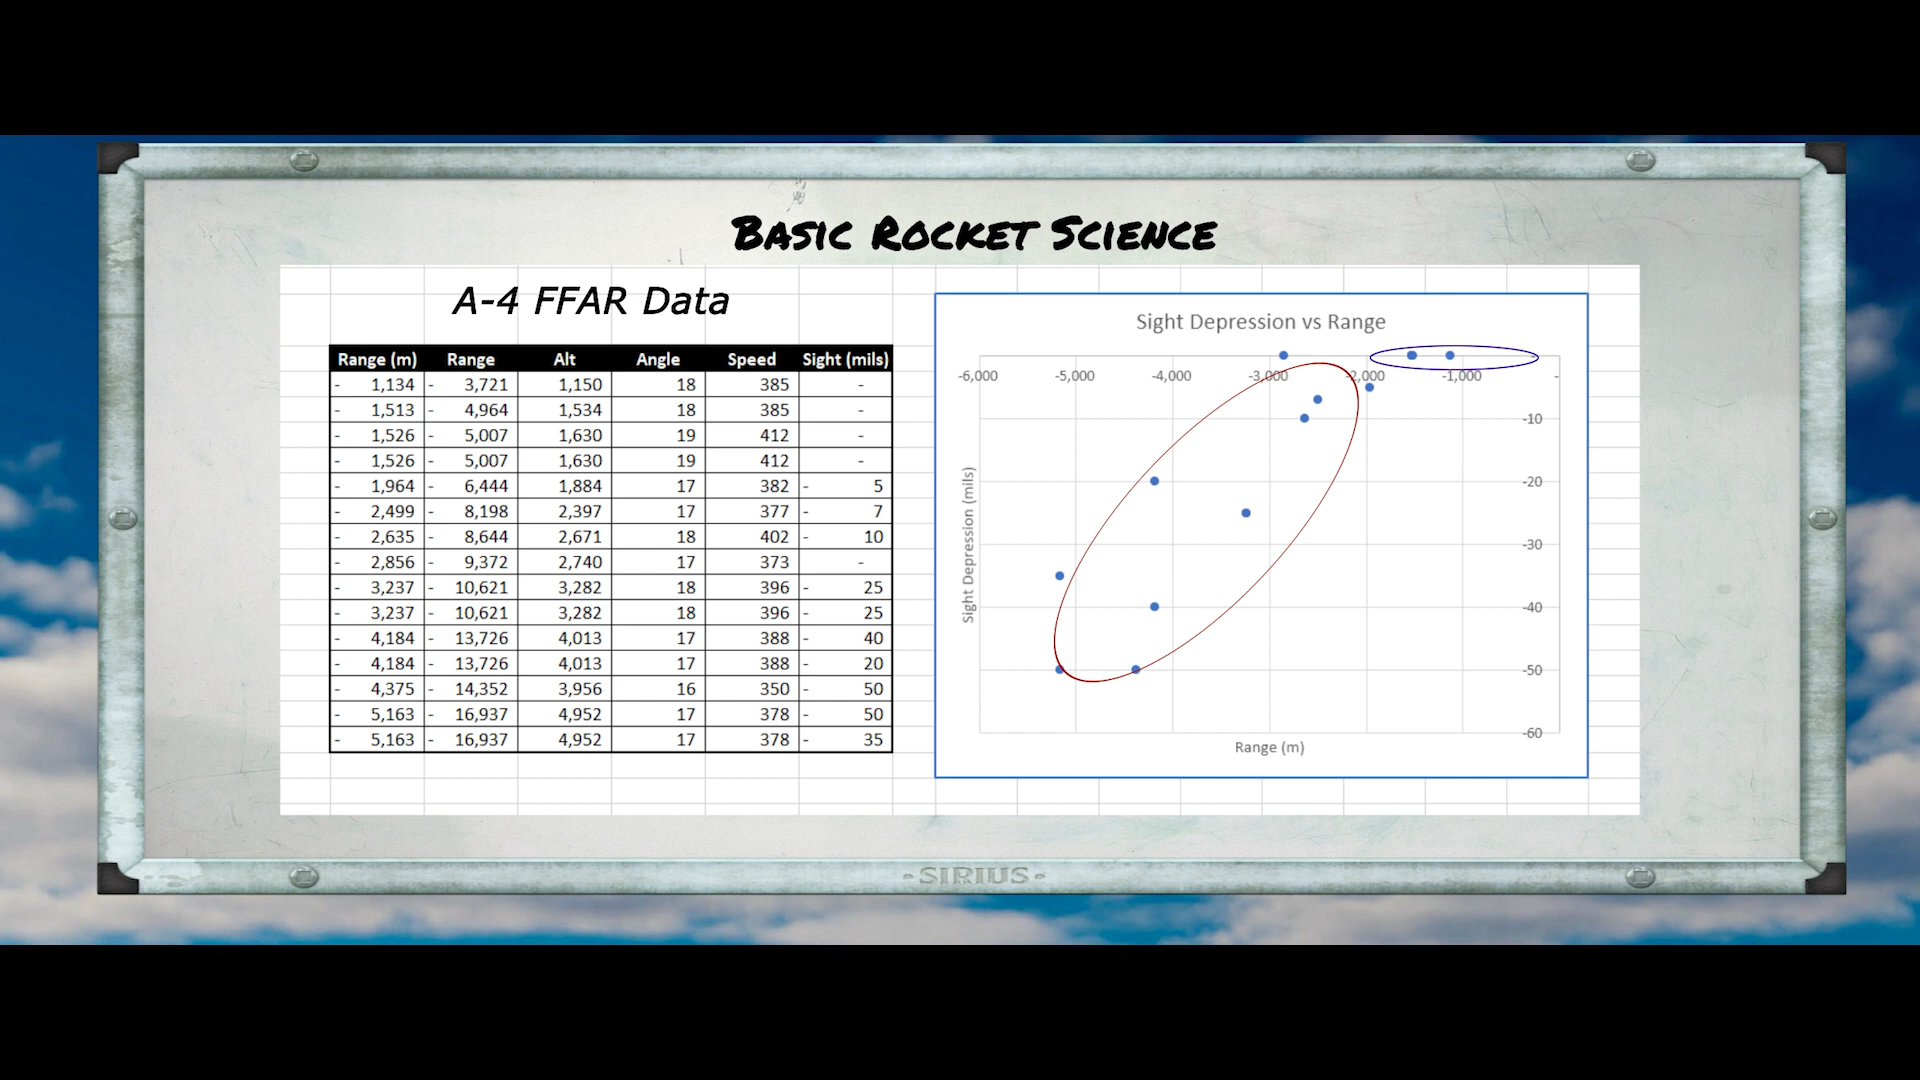 BASIC ROCKET SCIENCE
A-4 FFAR Data
Range (m) Range Alt Angle Speed Sight (mils)
- 1,134 - 3,721 1,150 18 385 -
- 1,513 - 4,964 1,534 18 385 -
- 1,526 - 5,007 1,630 19 412 -
- 1,526 - 5,007 1,630 19 412 -
- 1,964 - 6,444 1,884 17 382 - 5
- 2,499 - 8,198 2,397 17 377 - 7
- 2,635 - 8,644 2,671 18 402 - 10
- 2,856 - 9,372 2,740 17 373 -
- 3,237 - 10,621 3,282 18 396 - 25
- 3,237 - 10,621 3,282 18 396 - 25
- 4,184 - 13,726 4,013 17 388 - 40
- 4,184 - 13,726 4,013 17 388 - 20
- 4,375 - 14,352 3,956 16 350 - 50
- 5,163 - 16,937 4,952 17 378 - 50
- 5,163 - 16,937 4,952 17 378 - 35
Sight Depression vs Range
-6,000 -5,000 -4,000 -3,000 -2,000 -1,000 -
-10
-20
-30
-40
-50
-60
Sight Depression (mils)
Range (m)
- SIRIUS -